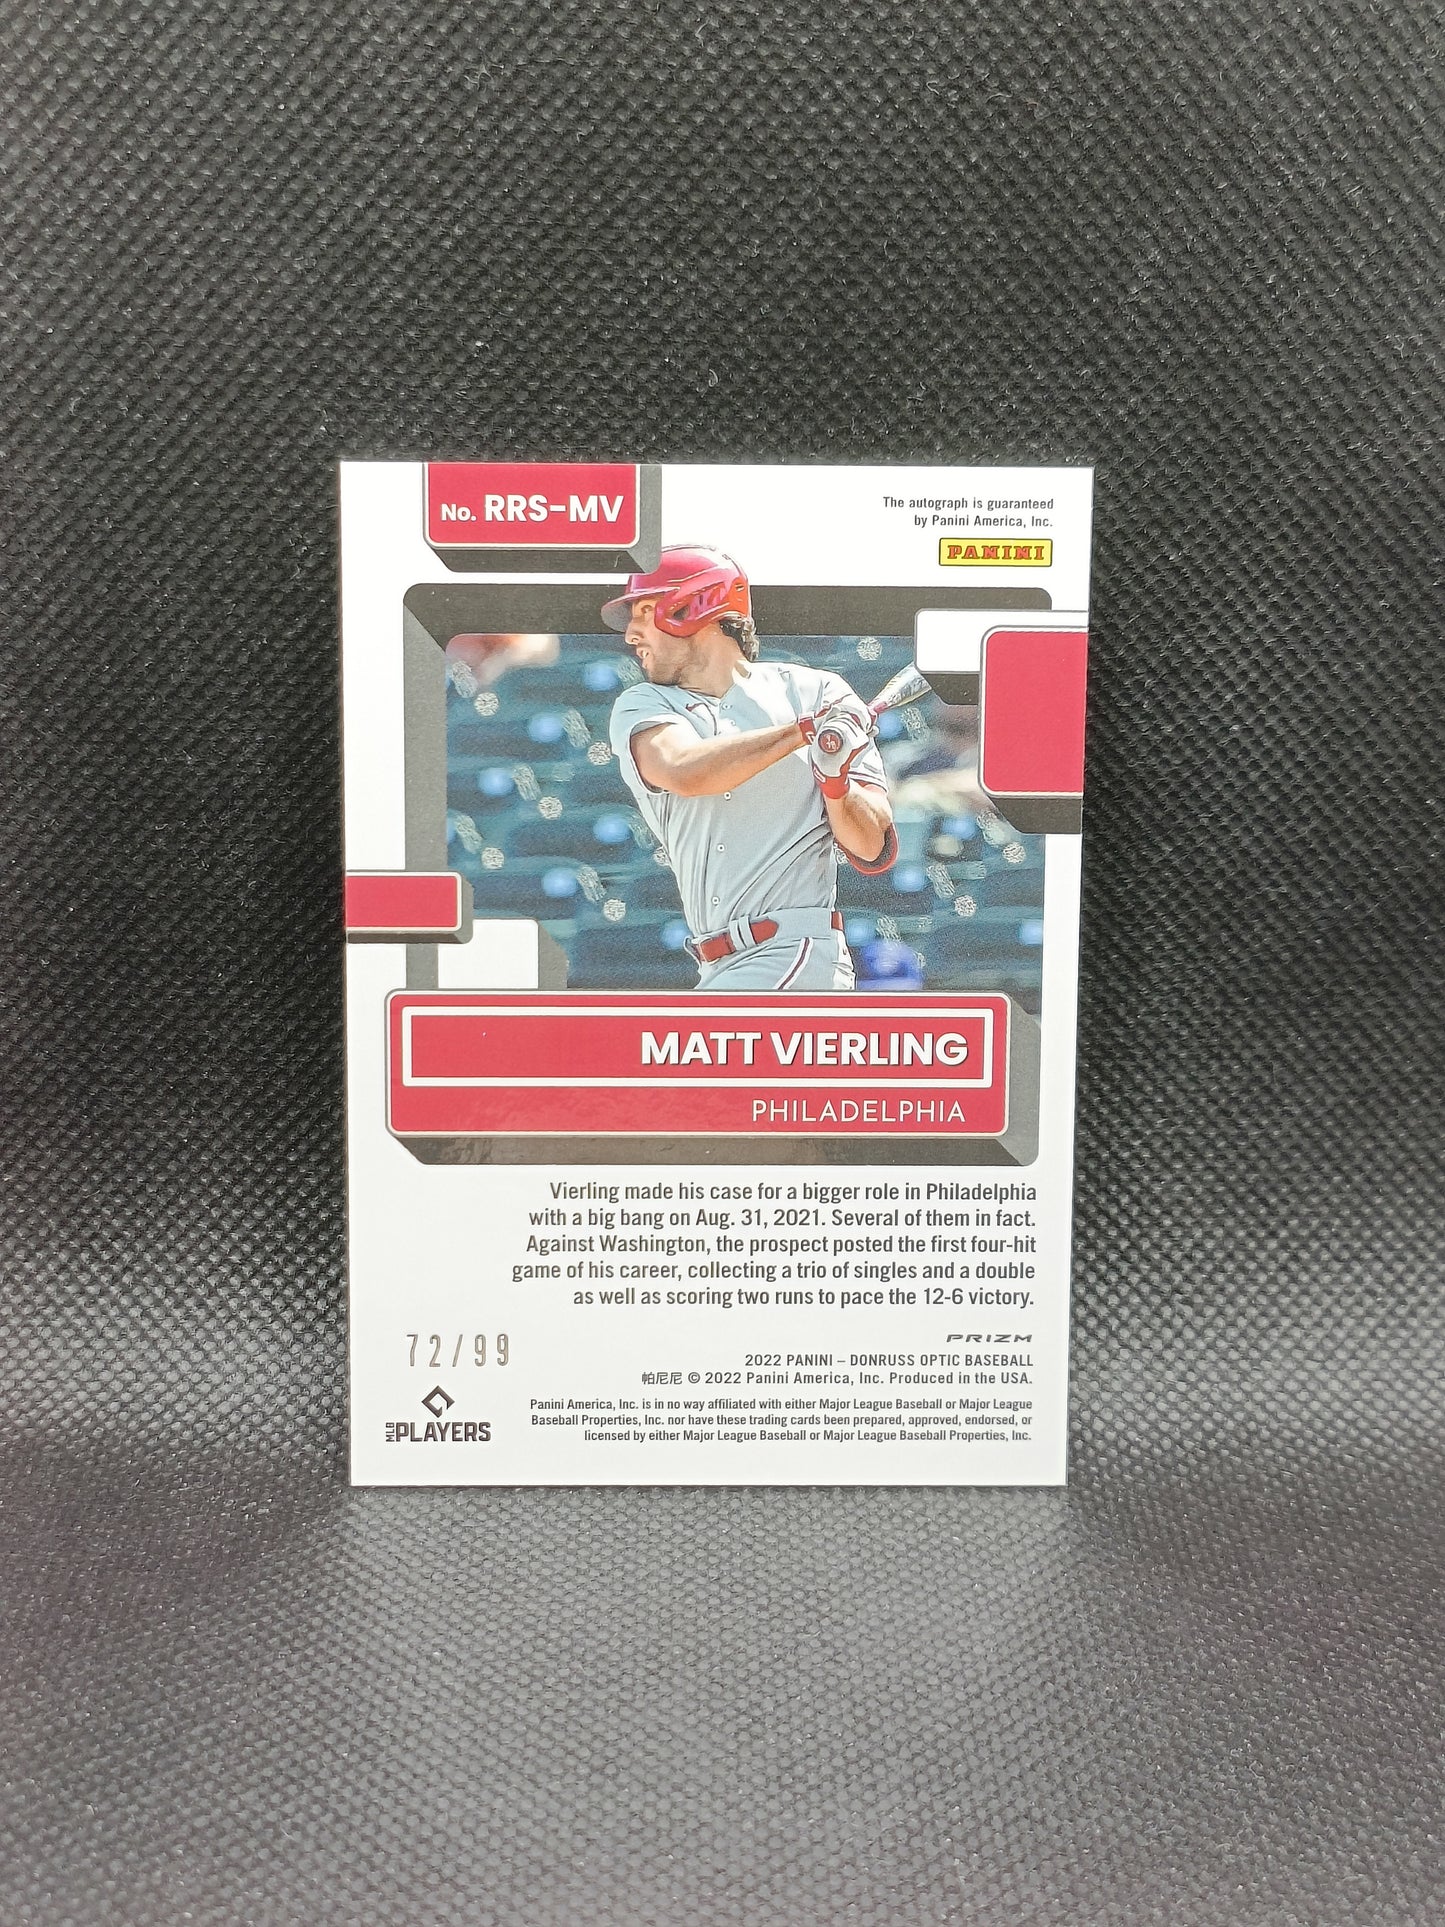 No. RRS-MV
The autograph is guaranteed
by Panini America, Inc.
PANINI
MATT VIERLING
PHILADELPHIA
Vierling made his case for a bigger role in Philadelphia
with a big bang on Aug. 31, 2021. Several of them in fact.
Against Washington, the prospect posted the first four-hit
game of his career, collecting a trio of singles and a double
as well as scoring two runs to pace the 12-6 victory.
72/99
PRIZM
2022 PANINI – DONRUSS OPTIC BASEBALL
帕尼尼 © 2022 Panini America, Inc. Produced in the USA.
MLB PLAYERS
Panini America, Inc. is in no way affiliated with either Major League Baseball or Major League
Baseball Properties, Inc. nor have these trading cards been prepared, approved, endorsed, or
licensed by either Major League Baseball or Major League Baseball Properties, Inc.